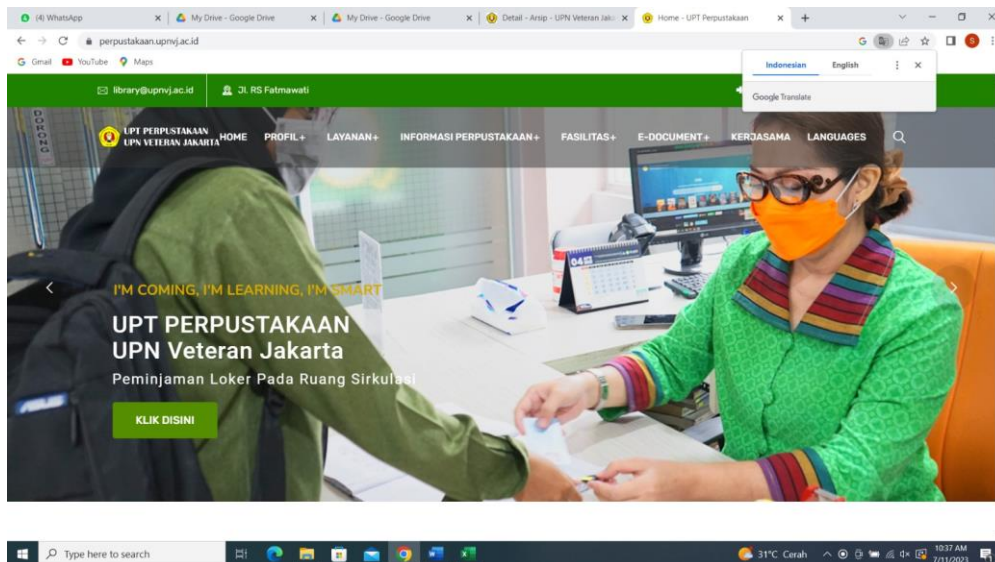 (4) WhatsApp
My Drive - Google Drive
My Drive - Google Drive
Detail - Arsip - UPN Veteran Jak
Home - UPT Perpustakaan
perpustakaan.upnvj.ac.id
Gmail
YouTube
Maps
Indonesian
English
Google Translate
library@upnvj.ac.id
Jl. RS Fatmawati
DORONG
UPT PERPUSTAKAAN
UPN VETERAN JAKARTA
HOME
PROFIL+
LAYANAN+
INFORMASI PERPUSTAKAAN+
FASILITAS+
E-DOCUMENT+
KERJASAMA
LANGUAGES
04
I'M COMING, I'M LEARNING, I'M SMART
UPT PERPUSTAKAAN
UPN Veteran Jakarta
Peminjaman Loker Pada Ruang Sirkulasi
KLIK DISINI
ASUS
Type here to search
31°C Cerah
10:37 AM
7/11/2023